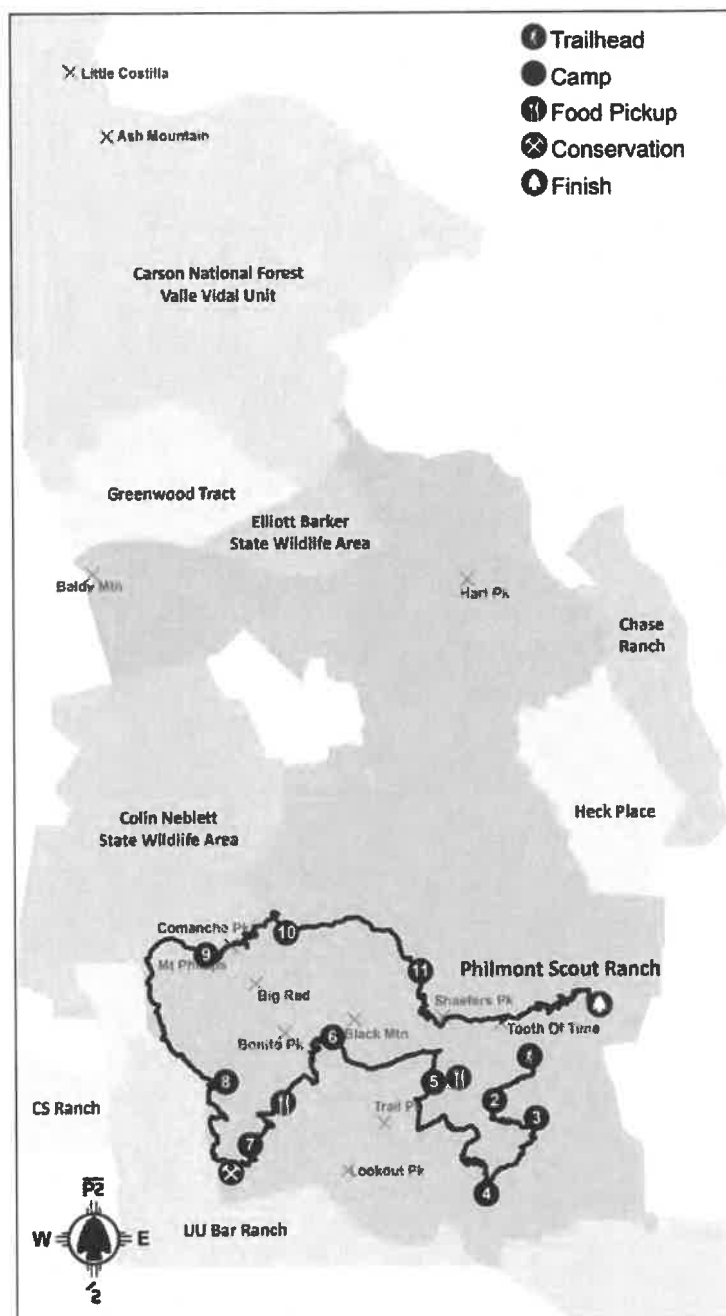 Trailhead
Camp
Food Pickup
Conservation
Finish
Little Costilla
Ash Mountain
Carson National Forest
Valle Vidal Unit
Greenwood Tract
Elliott Barker
State Wildlife Area
Baldy Mtn
Hart Pk
Chase
Ranch
Colin Neblett
State Wildlife Area
Heck Place
Comanche Pk
10
9
Mt Phillips
11
Philmont Scout Ranch
Big Red
Shaefers Pk
Tooth Of Time
Black Mtn
6
Bonito Pk
8
5
2
CS Ranch
Trail Pk
3
7
Lookout Pk
4
UU Bar Ranch
W
E